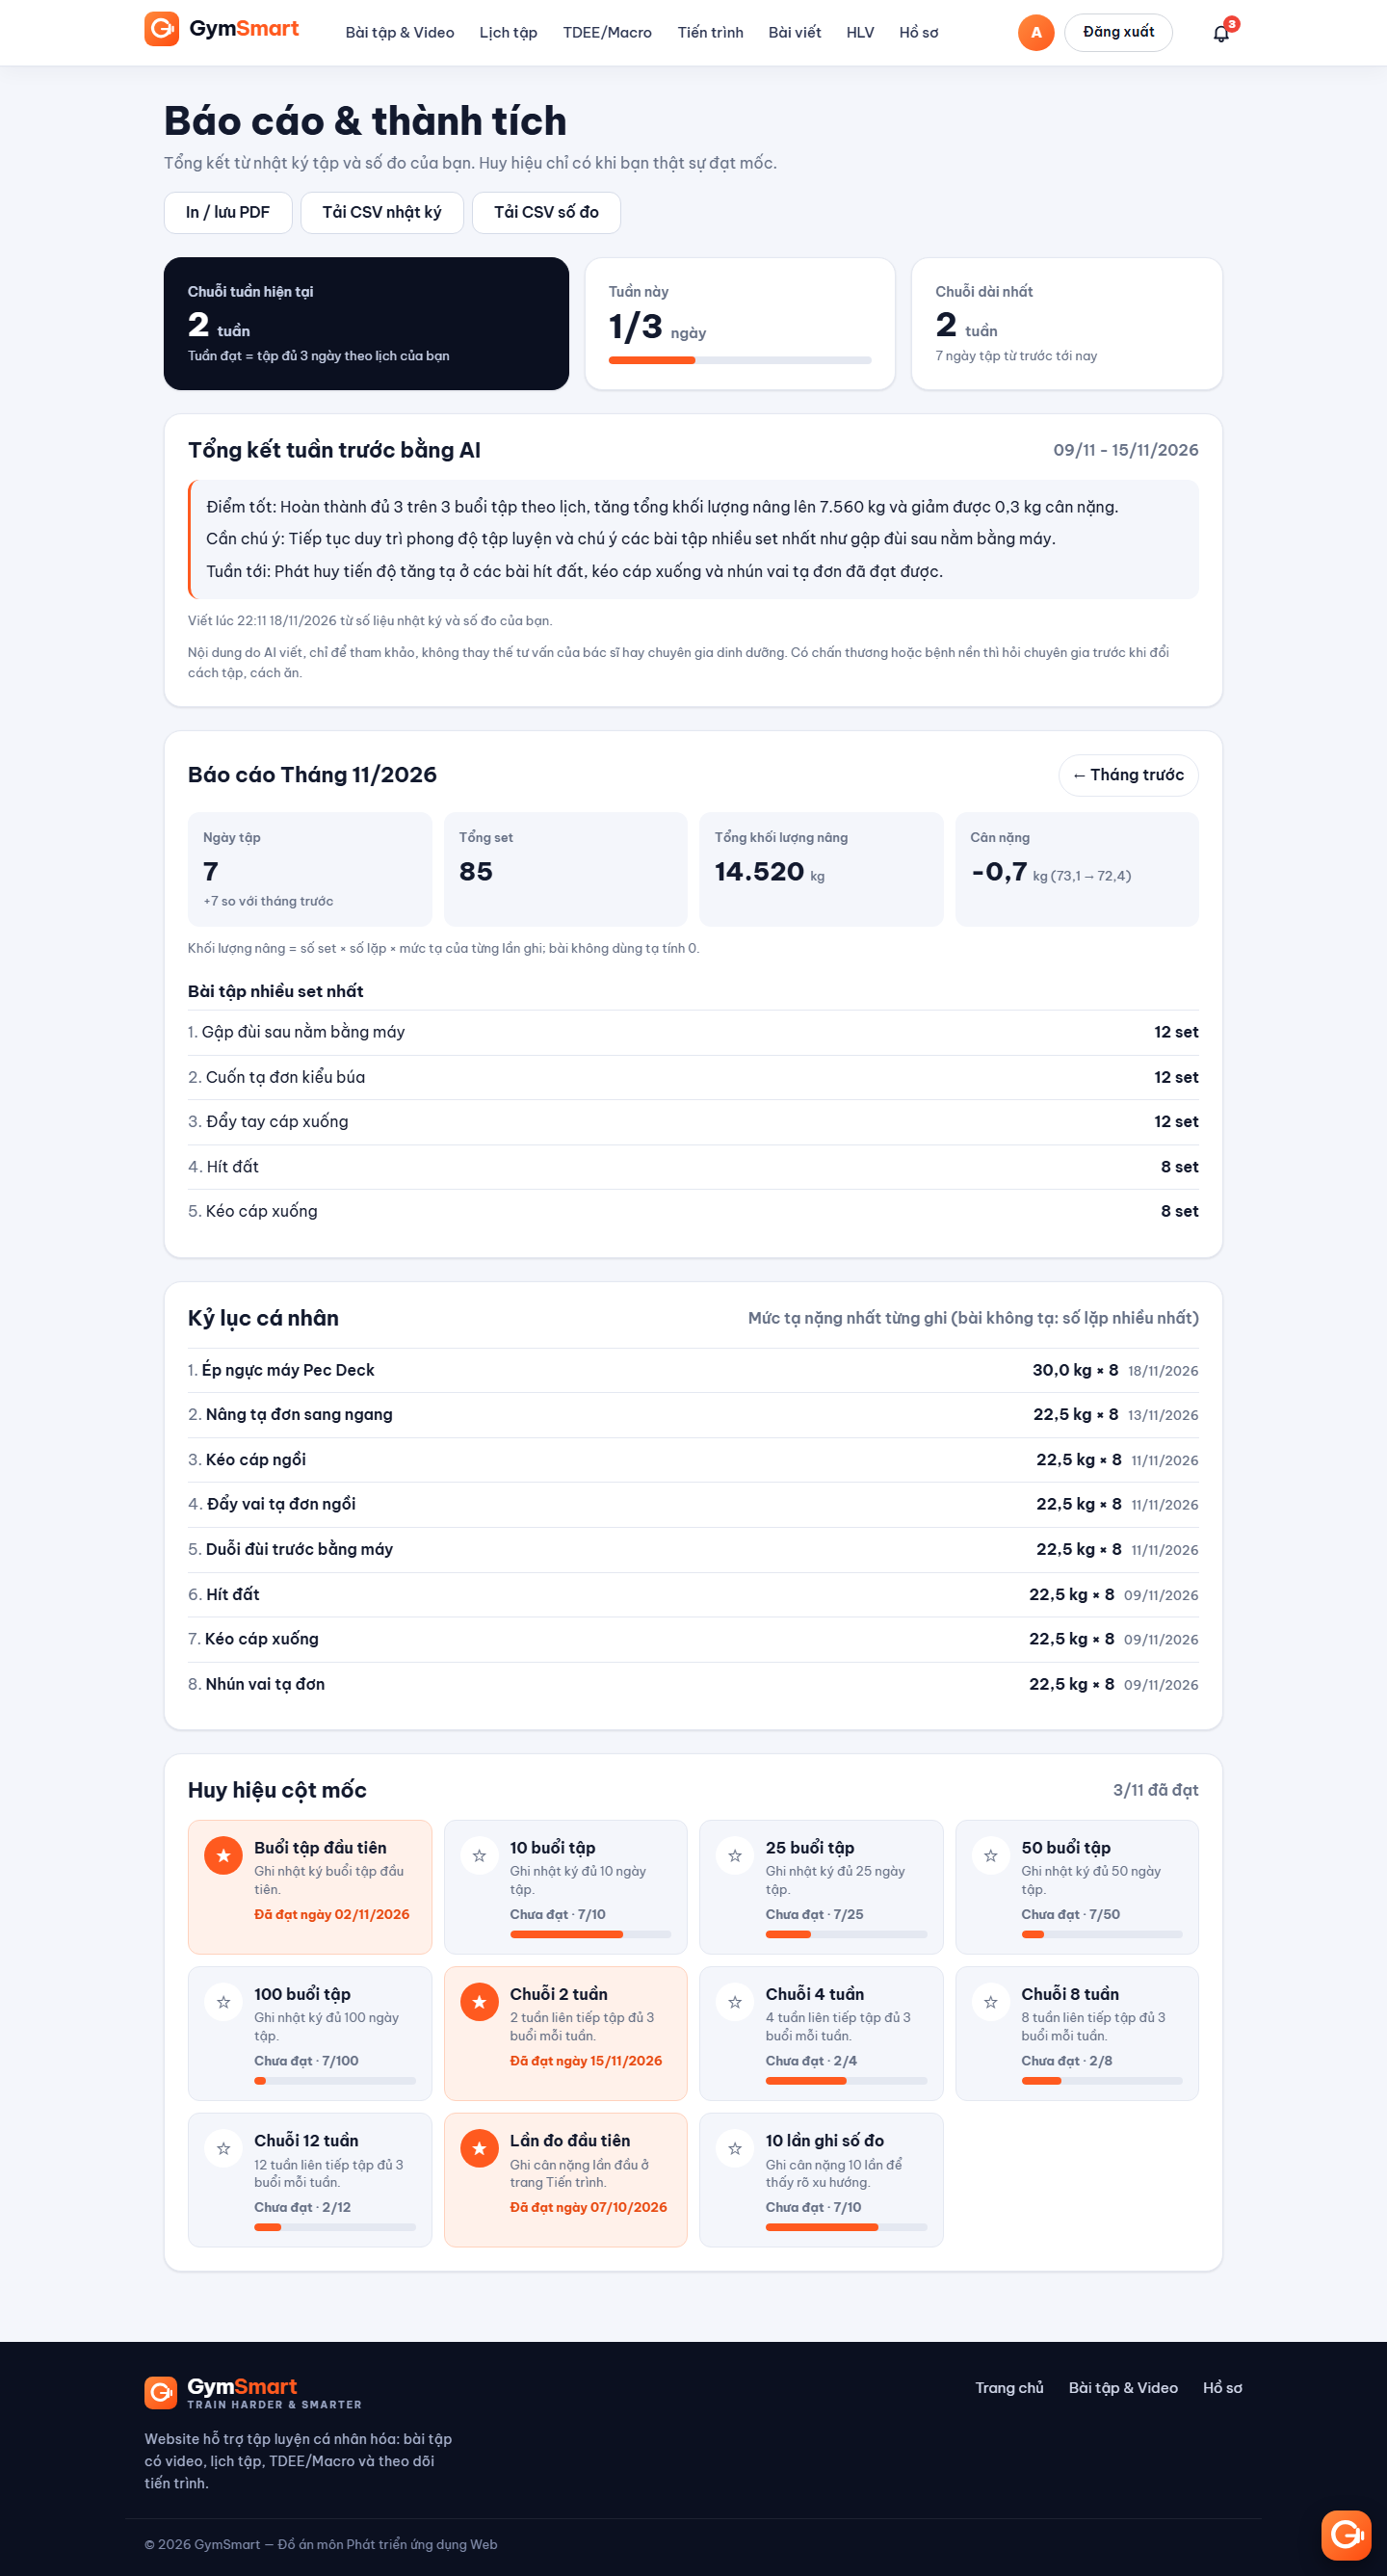 GymSmart
Bài tập & Video
Lịch tập
TDEE/Macro
Tiến trình
Bài viết
HLV
Hồ sơ
A
Đăng xuất
3
Báo cáo & thành tích
Tổng kết từ nhật ký tập và số đo của bạn. Huy hiệu chỉ có khi bạn thật sự đạt mốc.
In / lưu PDF
Tải CSV nhật ký
Tải CSV số đo
Chuỗi tuần hiện tại
2 tuần
Tuần đạt = tập đủ 3 ngày theo lịch của bạn
Tuần này
1/3 ngày
Chuỗi dài nhất
2 tuần
7 ngày tập từ trước tới nay
Tổng kết tuần trước bằng AI
09/11 - 15/11/2026
Điểm tốt: Hoàn thành đủ 3 trên 3 buổi tập theo lịch, tăng tổng khối lượng nâng lên 7.560 kg và giảm được 0,3 kg cân nặng.
Cần chú ý: Tiếp tục duy trì phong độ tập luyện và chú ý các bài tập nhiều set nhất như gập đùi sau nằm bằng máy.
Tuần tới: Phát huy tiến độ tăng tạ ở các bài hít đất, kéo cáp xuống và nhún vai tạ đơn đã đạt được.
Viết lúc 22:11 18/11/2026 từ số liệu nhật ký và số đo của bạn.
Nội dung do AI viết, chỉ để tham khảo, không thay thế tư vấn của bác sĩ hay chuyên gia dinh dưỡng. Có chấn thương hoặc bệnh nền thì hỏi chuyên gia trước khi đổi
cách tập, cách ăn.
Báo cáo Tháng 11/2026
← Tháng trước
Ngày tập
7
+7 so với tháng trước
Tổng set
85
Tổng khối lượng nâng
14.520 kg
Cân nặng
-0,7 kg (73,1 → 72,4)
Khối lượng nâng = số set × số lặp × mức tạ của từng lần ghi; bài không dùng tạ tính 0.
Bài tập nhiều set nhất
1. Gập đùi sau nằm bằng máy 12 set
2. Cuốn tạ đơn kiểu búa 12 set
3. Đẩy tay cáp xuống 12 set
4. Hít đất 8 set
5. Kéo cáp xuống 8 set
Kỷ lục cá nhân
Mức tạ nặng nhất từng ghi (bài không tạ: số lặp nhiều nhất)
1. Ép ngực máy Pec Deck 30,0 kg × 8 18/11/2026
2. Nâng tạ đơn sang ngang 22,5 kg × 8 13/11/2026
3. Kéo cáp ngồi 22,5 kg × 8 11/11/2026
4. Đẩy vai tạ đơn ngồi 22,5 kg × 8 11/11/2026
5. Duỗi đùi trước bằng máy 22,5 kg × 8 11/11/2026
6. Hít đất 22,5 kg × 8 09/11/2026
7. Kéo cáp xuống 22,5 kg × 8 09/11/2026
8. Nhún vai tạ đơn 22,5 kg × 8 09/11/2026
Huy hiệu cột mốc
3/11 đã đạt
Buổi tập đầu tiên
Ghi nhật ký buổi tập đầu
tiên.
Đã đạt ngày 02/11/2026
10 buổi tập
Ghi nhật ký đủ 10 ngày
tập.
Chưa đạt · 7/10
25 buổi tập
Ghi nhật ký đủ 25 ngày
tập.
Chưa đạt · 7/25
50 buổi tập
Ghi nhật ký đủ 50 ngày
tập.
Chưa đạt · 7/50
100 buổi tập
Ghi nhật ký đủ 100 ngày
tập.
Chưa đạt · 7/100
Chuỗi 2 tuần
2 tuần liên tiếp tập đủ 3
buổi mỗi tuần.
Đã đạt ngày 15/11/2026
Chuỗi 4 tuần
4 tuần liên tiếp tập đủ 3
buổi mỗi tuần.
Chưa đạt · 2/4
Chuỗi 8 tuần
8 tuần liên tiếp tập đủ 3
buổi mỗi tuần.
Chưa đạt · 2/8
Chuỗi 12 tuần
12 tuần liên tiếp tập đủ 3
buổi mỗi tuần.
Chưa đạt · 2/12
Lần đo đầu tiên
Ghi cân nặng lần đầu ở
trang Tiến trình.
Đã đạt ngày 07/10/2026
10 lần ghi số đo
Ghi cân nặng 10 lần để
thấy rõ xu hướng.
Chưa đạt · 7/10
GymSmart
TRAIN HARDER & SMARTER
Website hỗ trợ tập luyện cá nhân hóa: bài tập
có video, lịch tập, TDEE/Macro và theo dõi
tiến trình.
Trang chủ
Bài tập & Video
Hồ sơ
© 2026 GymSmart — Đồ án môn Phát triển ứng dụng Web